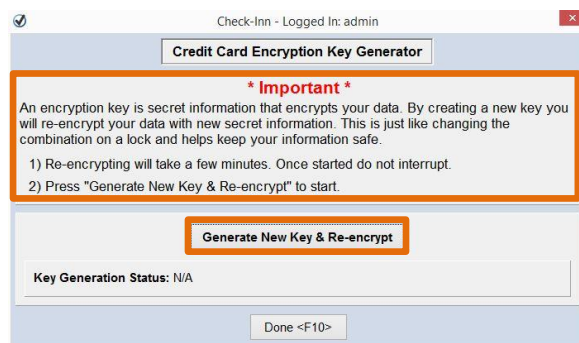 Check-Inn - Logged In: admin
Credit Card Encryption Key Generator
* Important *
An encryption key is secret information that encrypts your data. By creating a new key you
will re-encrypt your data with new secret information. This is just like changing the
combination on a lock and helps keep your information safe.
1) Re-encrypting will take a few minutes. Once started do not interrupt.
2) Press "Generate New Key & Re-encrypt" to start.
Generate New Key & Re-encrypt
Key Generation Status: N/A
Done <F10>